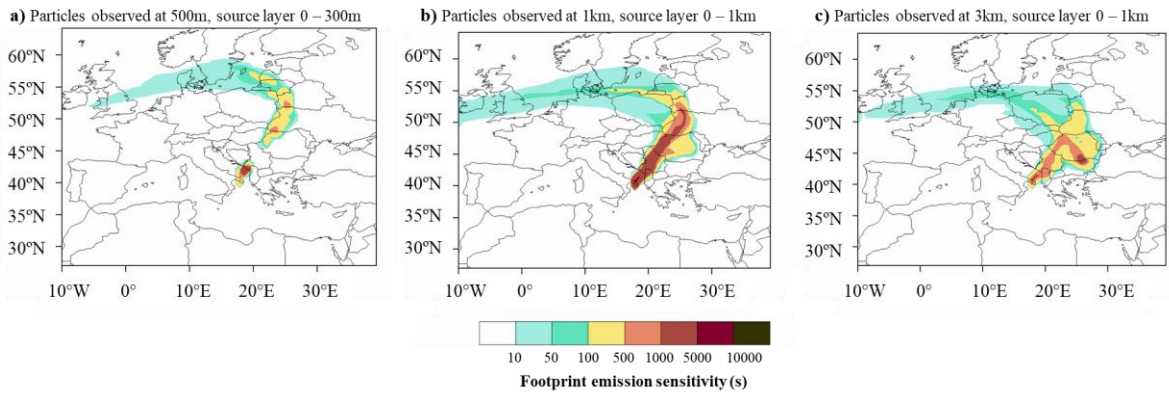 a) Particles observed at 500m, source layer 0 – 300m
b) Particles observed at 1km, source layer 0 – 1km
c) Particles observed at 3km, source layer 0 – 1km
60ºN
55ºN
50ºN
45ºN
40ºN
35ºN
30ºN
10ºW 0º 10ºE 20ºE 30ºE
60ºN
55ºN
50ºN
45ºN
40ºN
35ºN
30ºN
10ºW 0º 10ºE 20ºE 30ºE
60ºN
55ºN
50ºN
45ºN
40ºN
35ºN
30ºN
10ºW 0º 10ºE 20ºE 30ºE
10 50 100 500 1000 5000 10000
Footprint emission sensitivity (s)